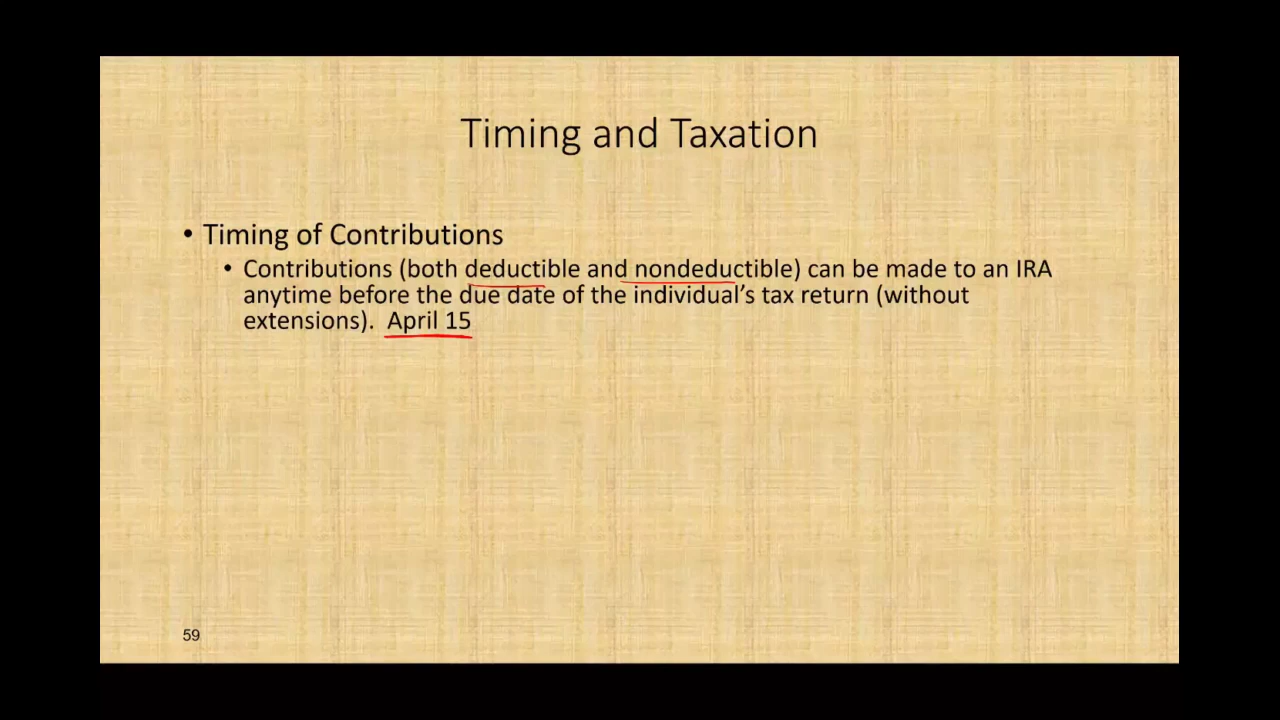 Timing and Taxation
• Timing of Contributions
• Contributions (both deductible and nondeductible) can be made to an IRA
anytime before the due date of the individual’s tax return (without
extensions). April 15
59